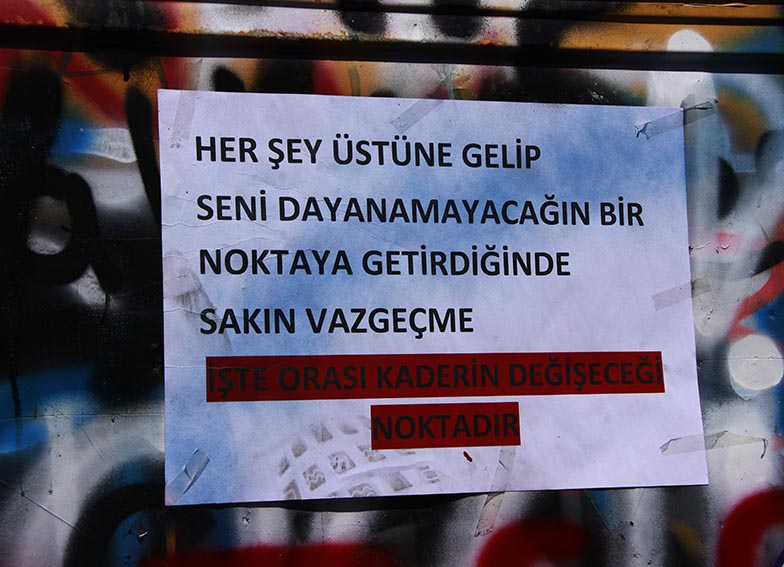 HER ŞEY ÜSTÜNE GELİP
SENİ DAYANAMAYACAĞIN BİR
NOKTAYA GETİRDİĞİNDE
SAKIN VAZGEÇME
İŞTE ORASI KADERİN DEĞİŞECEĞİ
NOKTADIR